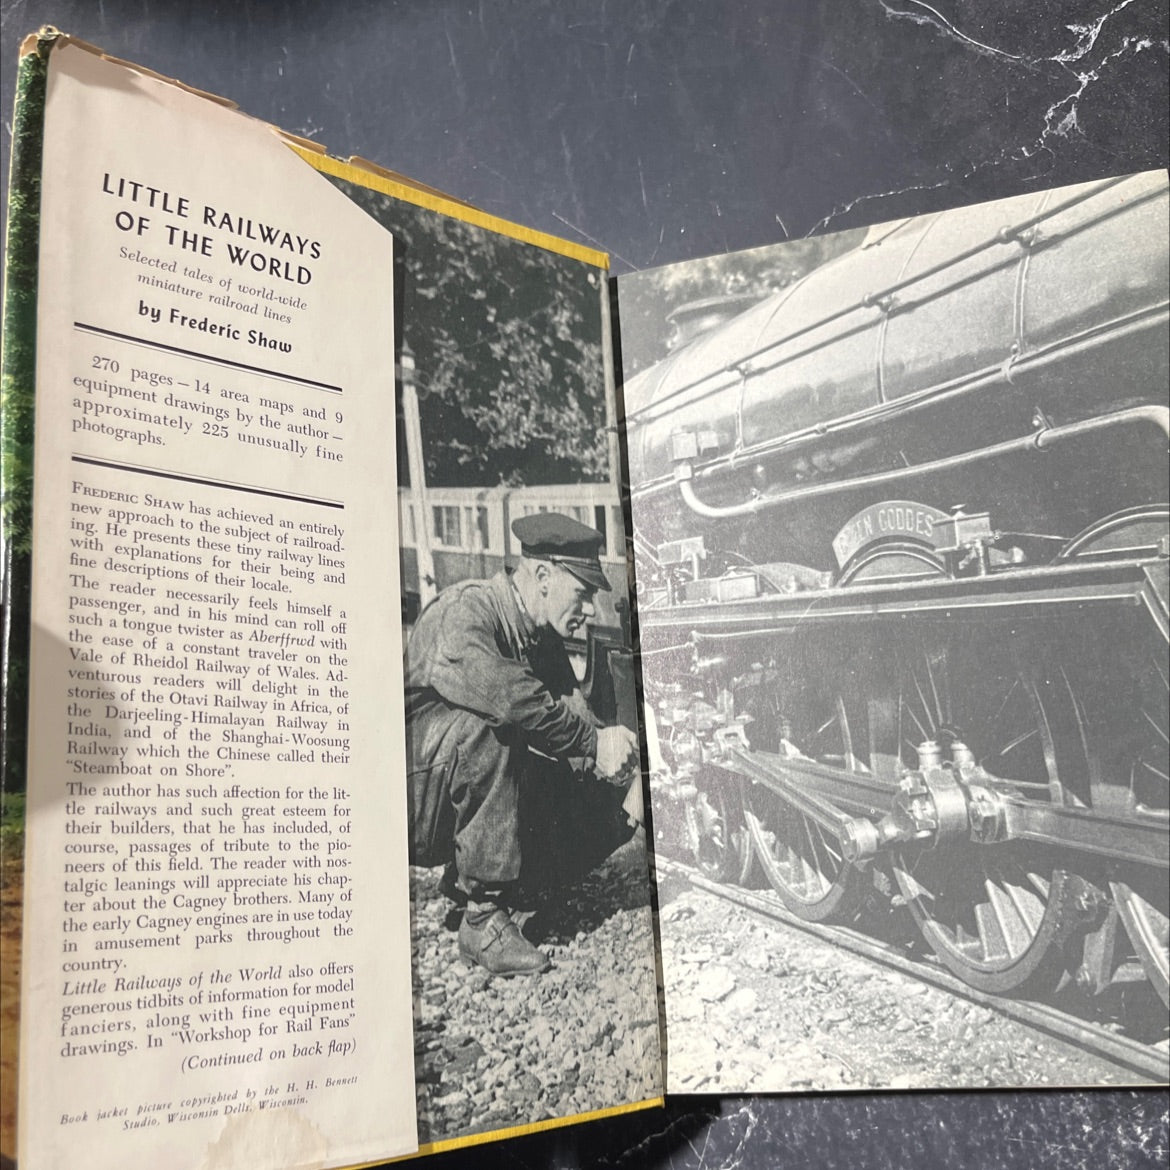 LITTLE RAILWAYS
OF THE WORLD
Selected tales of world-wide
miniature railroad lines
by Frederic Shaw
270 pages – 14 area maps and 9
equipment drawings by the author –
approximately 225 unusually fine
photographs.
FREDERIC SHAW has achieved an entirely
new approach to the subject of railroad-
ing. He presents these tiny railway lines
with explanations for their being and
fine descriptions of their locale.
The reader necessarily feels himself a
passenger, and in his mind can roll off
such a tongue twister as Aberffrwd with
the ease of a constant traveler on the
Vale of Rheidol Railway of Wales. Ad-
venturous readers will delight in the
stories of the Otavi Railway in Africa, of
the Darjeeling-Himalayan Railway in
India, and of the Shanghai-Woosung
Railway which the Chinese called their
“Steamboat on Shore”.
The author has such affection for the lit-
tle railways and such great esteem for
their builders, that he has included, of
course, passages of tribute to the pio-
neers of this field. The reader with nos-
talgic leanings will appreciate his chap-
ter about the Cagney brothers. Many of
the early Cagney engines are in use today
in amusement parks throughout the
country.
Little Railways of the World also offers
generous tidbits of information for model
fanciers, along with fine equipment
drawings. In “Workshop for Rail Fans”
(Continued on back flap)
Book jacket picture copyrighted by the H. H. Bennett
Studio, Wisconsin Dells, Wisconsin.
GODDES